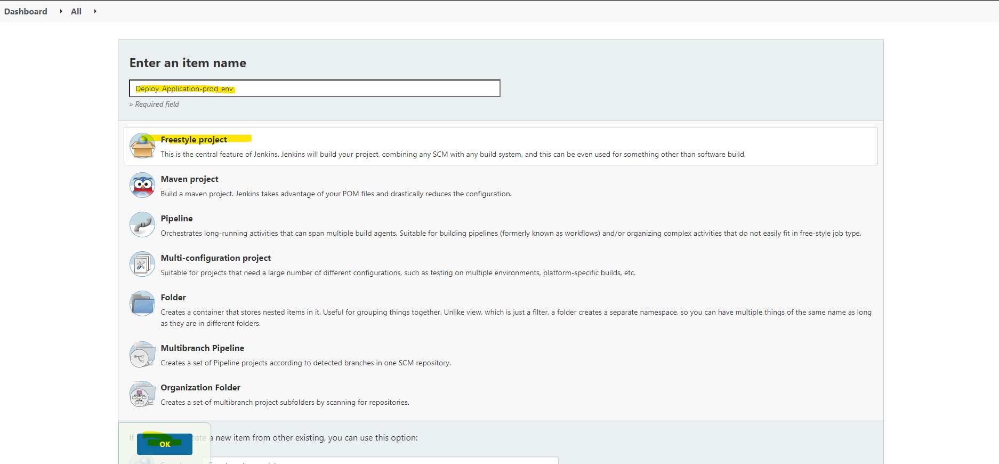 Dashboard All
Enter an item name
Deploy_Application-prod_env
» Required field
Freestyle project
This is the central feature of Jenkins. Jenkins will build your project, combining any SCM with any build system, and this can be even used for something other than software build.
Maven project
Build a maven project. Jenkins takes advantage of your POM files and drastically reduces the configuration.
Pipeline
Orchestrates long-running activities that can span multiple build agents. Suitable for building pipelines (formerly known as workflows) and/or organizing complex activities that do not easily fit in free-style job type.
Multi-configuration project
Suitable for projects that need a large number of different configurations, such as testing on multiple environments, platform-specific builds, etc.
Folder
Creates a container that stores nested items in it. Useful for grouping things together. Unlike view, which is just a filter, a folder creates a separate namespace, so you can have multiple things of the same name as long
as they are in different folders.
Multibranch Pipeline
Creates a set of Pipeline projects according to detected branches in one SCM repository.
Organization Folder
Creates a set of multibranch project subfolders by scanning for repositories.
If a new item from other existing, you can use this option:
OK